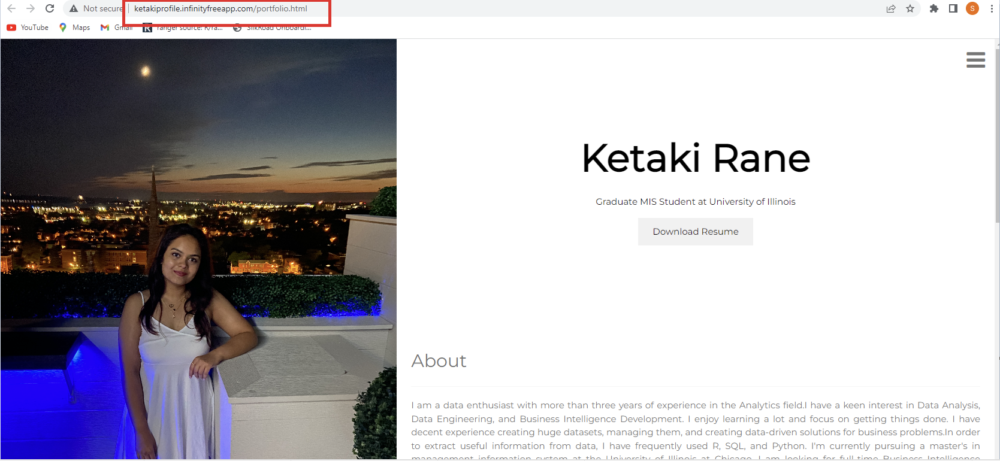 Not secure
ketakiprofile.infinityfreeapp.com/portfolio.html
S
YouTube
Maps
Gmail
ranger source: R/ra...
SilkRoad Onboardi...
Ketaki Rane
Graduate MIS Student at University of Illinois
Download Resume
About
I am a data enthusiast with more than three years of experience in the Analytics field.I have a keen interest in Data Analysis,
Data Engineering, and Business Intelligence Development. I enjoy learning a lot and focus on getting things done. I have
decent experience creating huge datasets, managing them, and creating data-driven solutions for business problems.In order
to extract useful information from data, I have frequently used R, SQL, and Python. I'm currently pursuing a master's in
management information system at the University of Illinois at Chicago. I am looking for full-time Business Intelligence